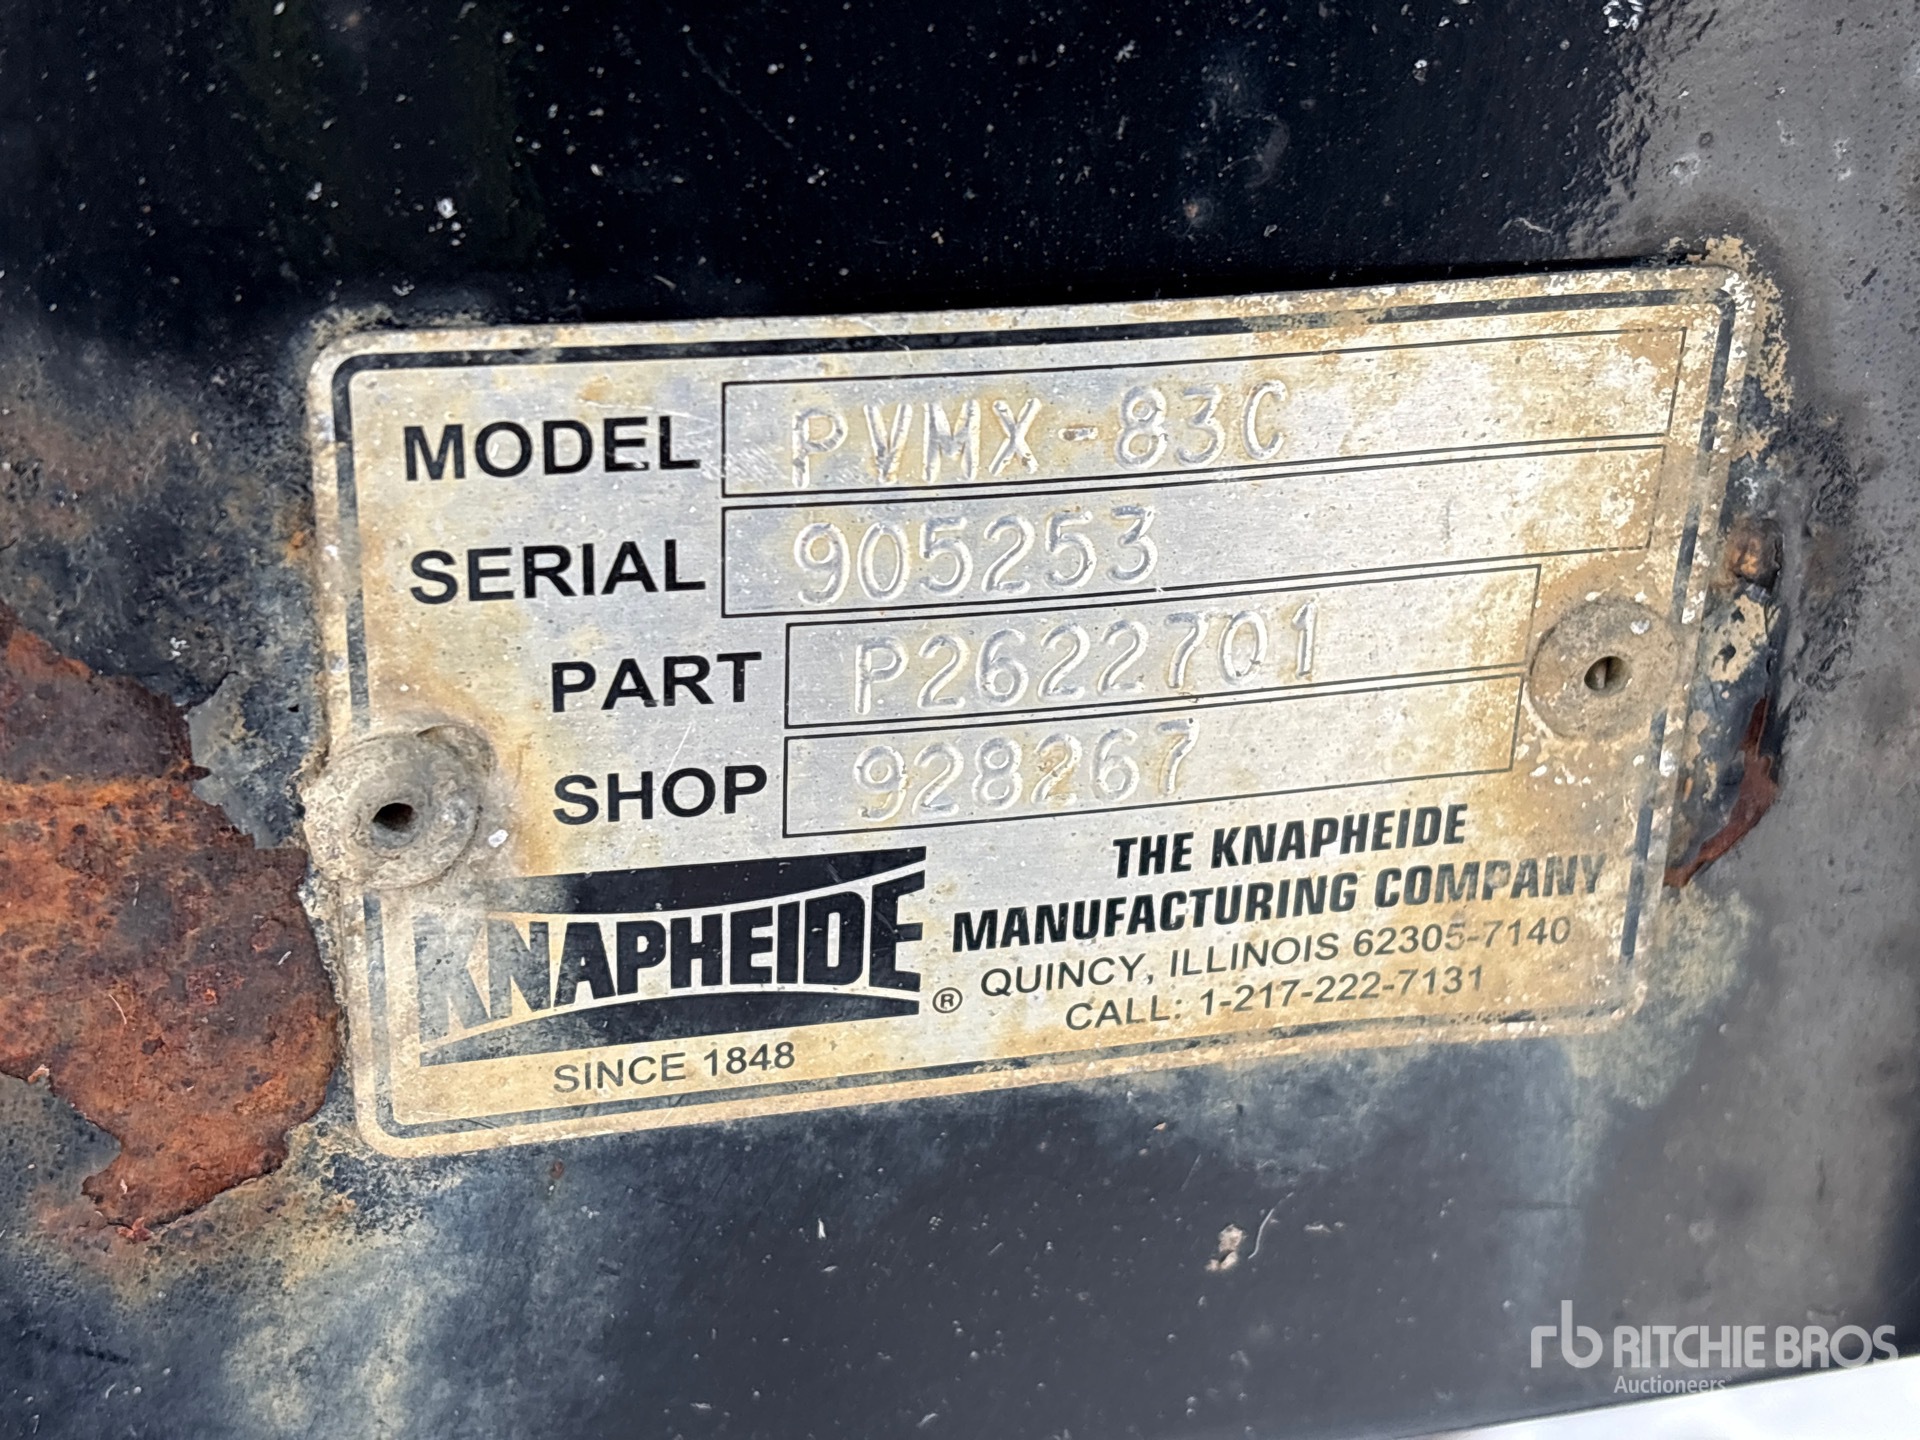 MODEL PVMX-83C
SERIAL 905253
PART P2622701
SHOP 928267
KNAPHEIDE ®
SINCE 1848
THE KNAPHEIDE
MANUFACTURING COMPANY
QUINCY, ILLINOIS 62305-7140
CALL: 1-217-222-7131
rb RITCHIE BROS
Auctioneers